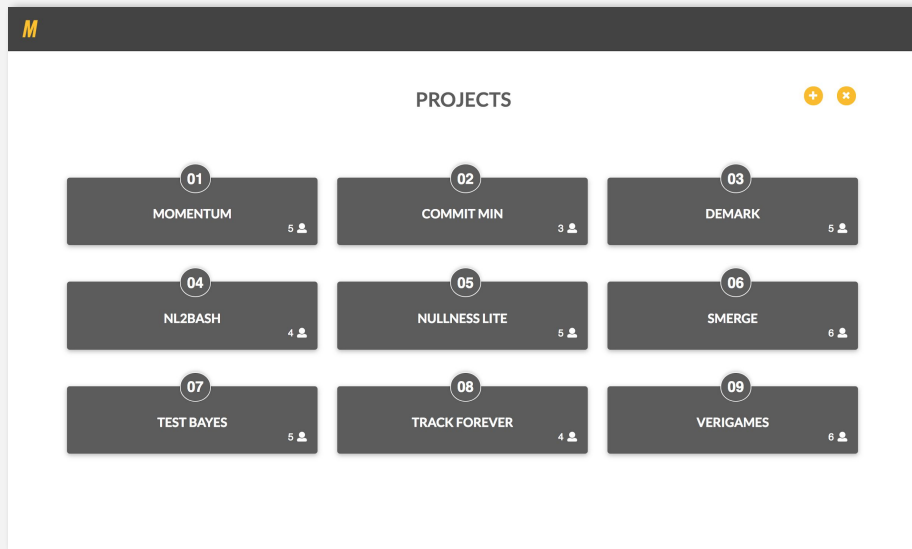 M
PROJECTS
01
MOMENTUM
5
02
COMMIT MIN
3
03
DEMARK
5
04
NL2BASH
4
05
NULLNESS LITE
5
06
SMERGE
6
07
TEST BAYES
5
08
TRACK FOREVER
4
09
VERIGAMES
6